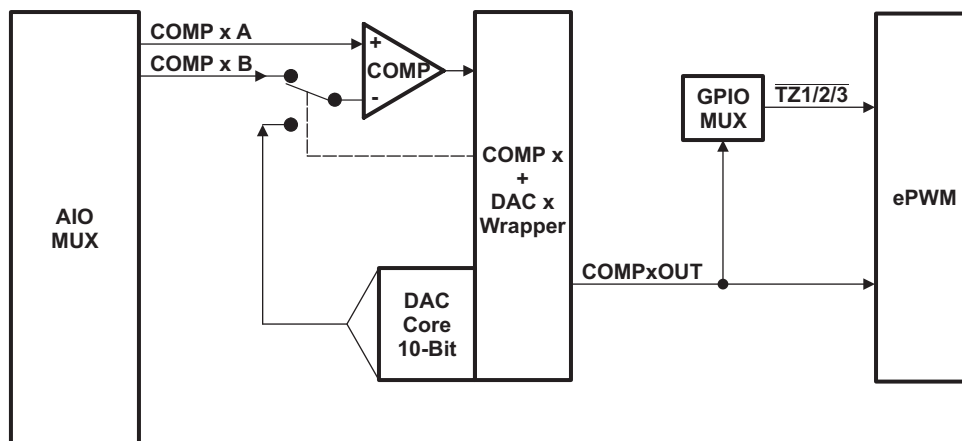 COMP x A
COMP x B
+
COMP
-
AIO
MUX
COMP x
+
DAC x
Wrapper
DAC
Core
10-Bit
COMPxOUT
GPIO
MUX
TZ1/2/3
ePWM